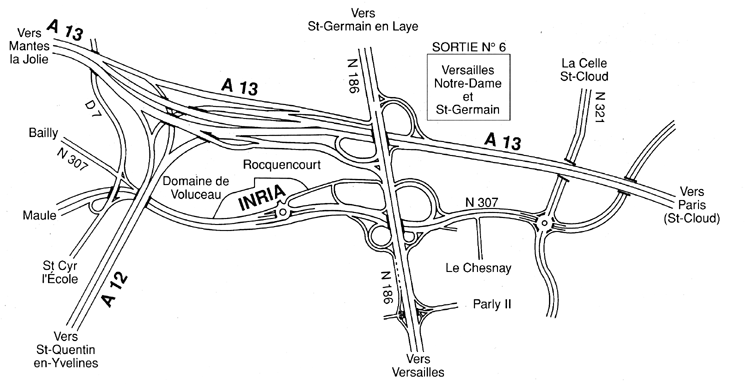 Vers
St-Germain en Laye
Vers
Mantes
la Jolie
A 13
SORTIE N° 6
Versailles
Notre-Dame
et
St-Germain
La Celle
St-Cloud
N 186
A 13
D 7
N 321
Bailly
N 307
A 13
Rocquencourt
Domaine de
Voluceau
INRIA
Maule
N 307
Vers
Paris
(St-Cloud)
St Cyr
l'École
A 12
Le Chesnay
N 186
Parly II
Vers
St-Quentin
en-Yvelines
Vers
Versailles